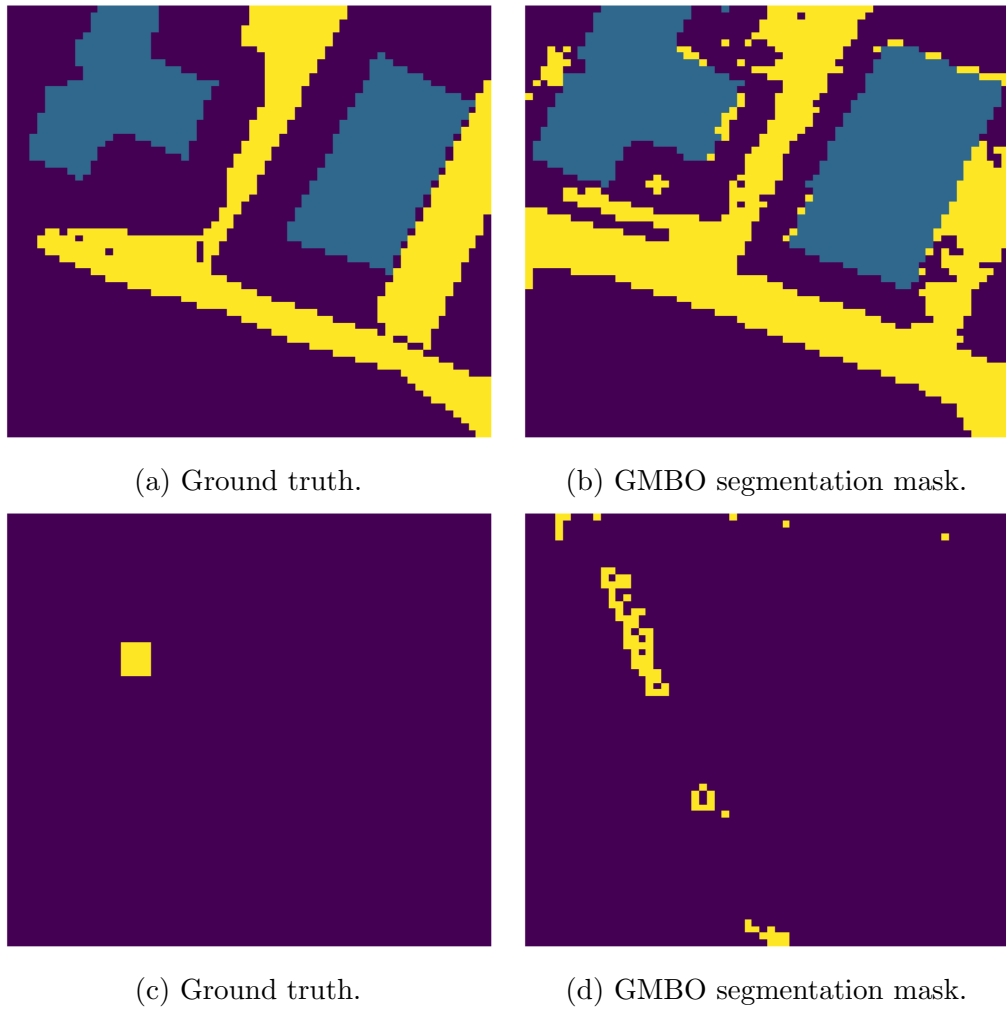 (a) Ground truth.
(b) GMBO segmentation mask.
(c) Ground truth.
(d) GMBO segmentation mask.